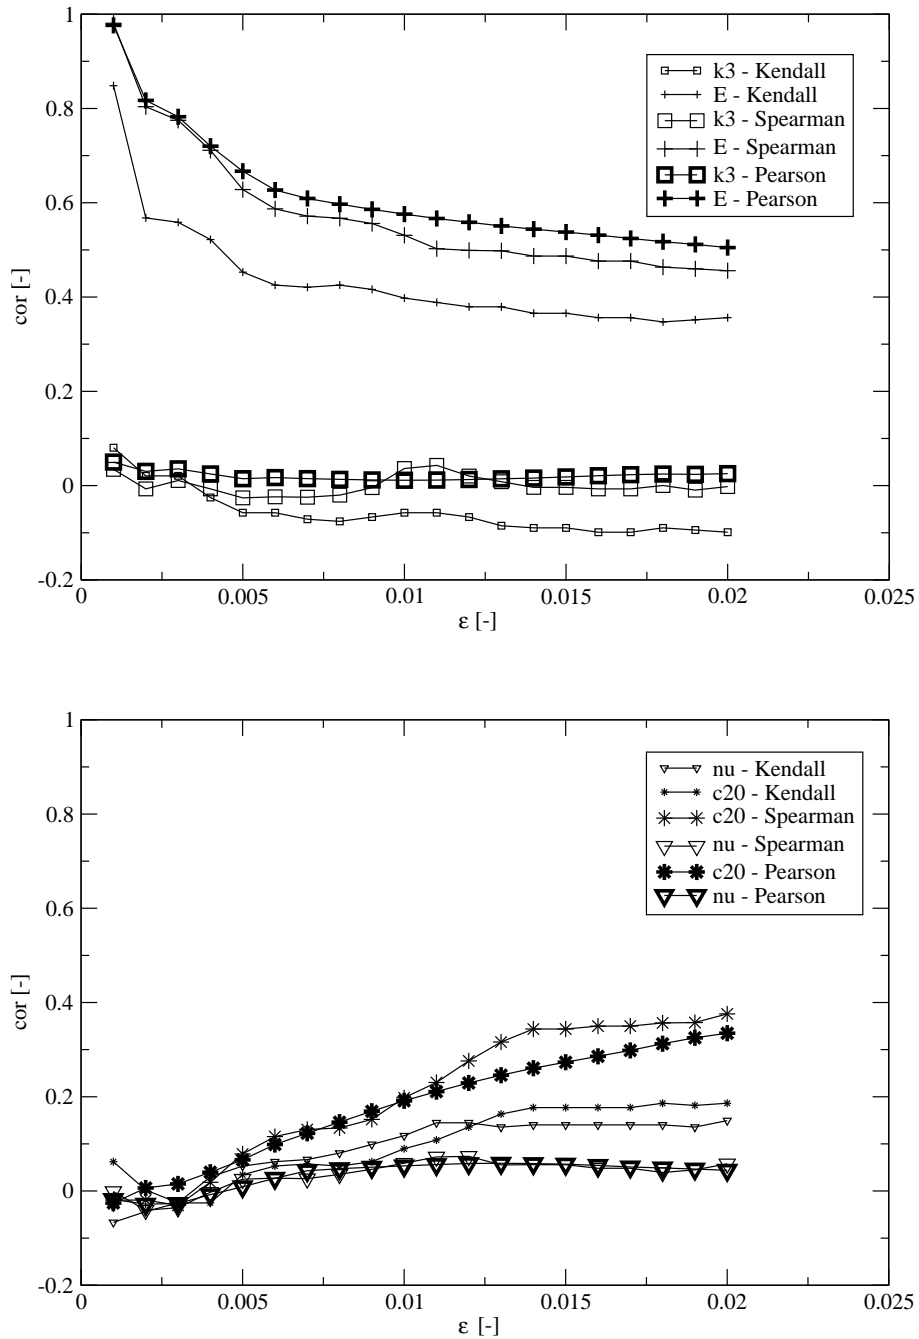 1
0.8
0.6
0.4
0.2
0
-0.2
cor [-]
k3 - Kendall
E - Kendall
k3 - Spearman
E - Spearman
k3 - Pearson
E - Pearson
0
0.005
0.01
0.015
0.02
0.025
ε [-]
1
0.8
0.6
0.4
0.2
0
-0.2
cor [-]
nu - Kendall
c20 - Kendall
c20 - Spearman
nu - Spearman
c20 - Pearson
nu - Pearson
0
0.005
0.01
0.015
0.02
0.025
ε [-]